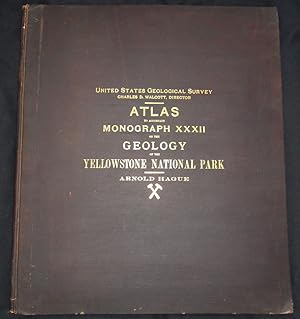 UNITED STATES GEOLOGICAL SURVEY
CHARLES D. WALCOTT, DIRECTOR
ATLAS
TO ACCOMPANY
MONOGRAPH XXXII
ON THE
GEOLOGY
OF THE
YELLOWSTONE NATIONAL PARK
ARNOLD HAGUE